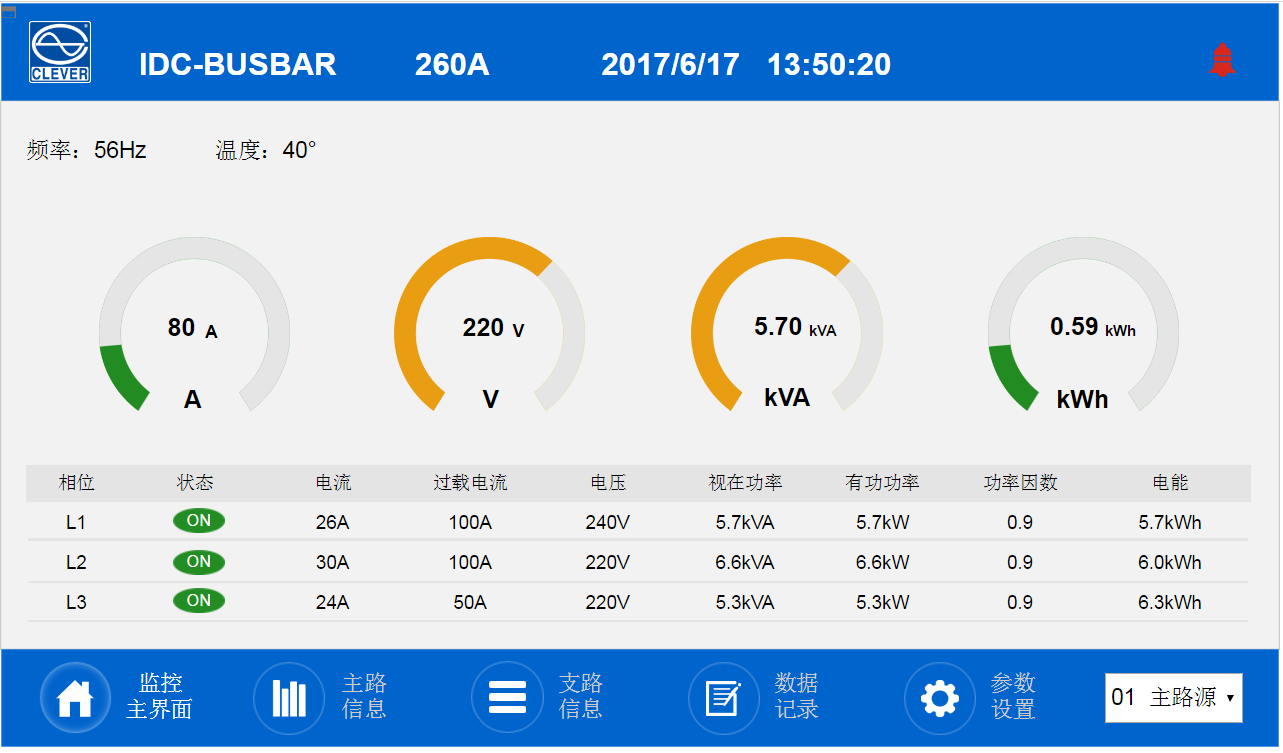 CLEVER
IDC-BUSBAR 260A 2017/6/17 13:50:20
频率：56Hz 温度：40°
80 A
A
220 V
V
5.70 kVA
kVA
0.59 kWh
kWh
相位 状态 电流 过载电流 电压 视在功率 有功功率 功率因数 电能
L1 ON 26A 100A 240V 5.7kVA 5.7kW 0.9 5.7kWh
L2 ON 30A 100A 220V 6.6kVA 6.6kW 0.9 6.0kWh
L3 ON 24A 50A 220V 5.3kVA 5.3kW 0.9 6.3kWh
监控
主界面
主路
信息
支路
信息
数据
记录
参数
设置
01 主路源